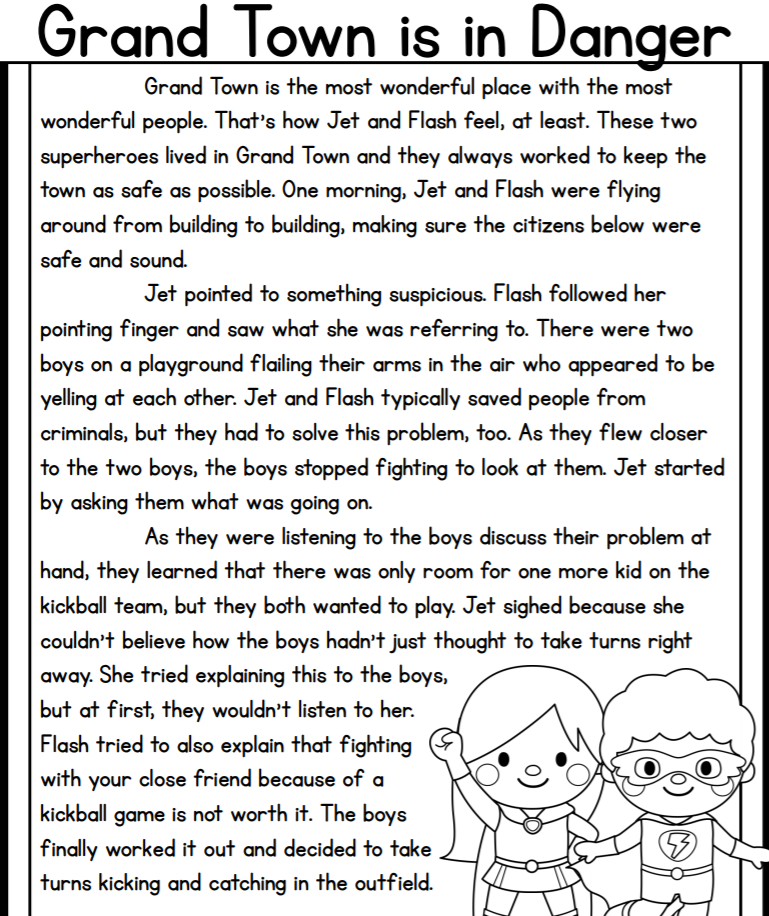 Grand Town is in Danger
Grand Town is the most wonderful place with the most
wonderful people. That's how Jet and Flash feel, at least. These two
superheroes lived in Grand Town and they always worked to keep the
town as safe as possible. One morning, Jet and Flash were flying
around from building to building, making sure the citizens below were
safe and sound.
Jet pointed to something suspicious. Flash followed her
pointing finger and saw what she was referring to. There were two
boys on a playground flailing their arms in the air who appeared to be
yelling at each other. Jet and Flash typically saved people from
criminals, but they had to solve this problem, too. As they flew closer
to the two boys, the boys stopped fighting to look at them. Jet started
by asking them what was going on.
As they were listening to the boys discuss their problem at
hand, they learned that there was only room for one more kid on the
kickball team, but they both wanted to play. Jet sighed because she
couldn't believe how the boys hadn't just thought to take turns right
away. She tried explaining this to the boys,
but at first, they wouldn't listen to her.
Flash tried to also explain that fighting
with your close friend because of a
kickball game is not worth it. The boys
finally worked it out and decided to take
turns kicking and catching in the outfield.